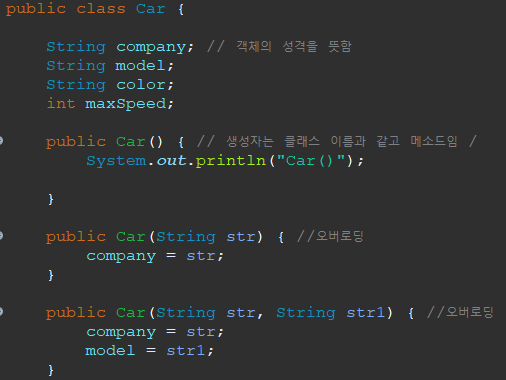 public class Car {
String company; // 객체의 성격을 뜻함
String model;
String color;
int maxSpeed;
public Car() { // 생성자는 클래스 이름과 같고 메소드임 /
System.out.println("Car()");
}
public Car(String str) { //오버로딩
company = str;
}
public Car(String str, String str1) { //오버로딩
company = str;
model = str1;
}